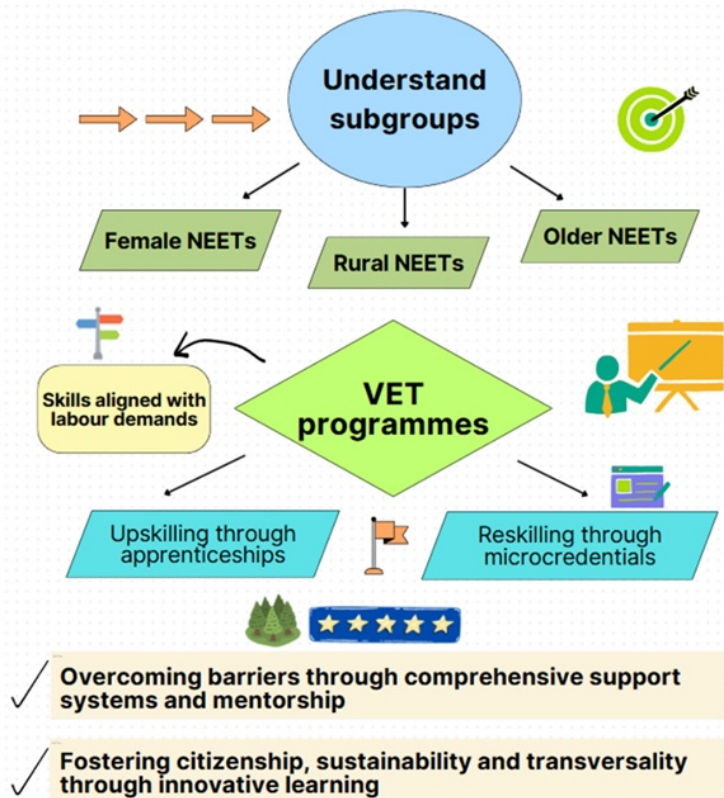 Understand
subgroups
Female NEETs
Rural NEETs
Older NEETs
Skills aligned with
labour demands
VET
programmes
Upskilling through
apprenticeships
Reskilling through
microcredentials
Overcoming barriers through comprehensive support
systems and mentorship
Fostering citizenship, sustainability and transversality
through innovative learning